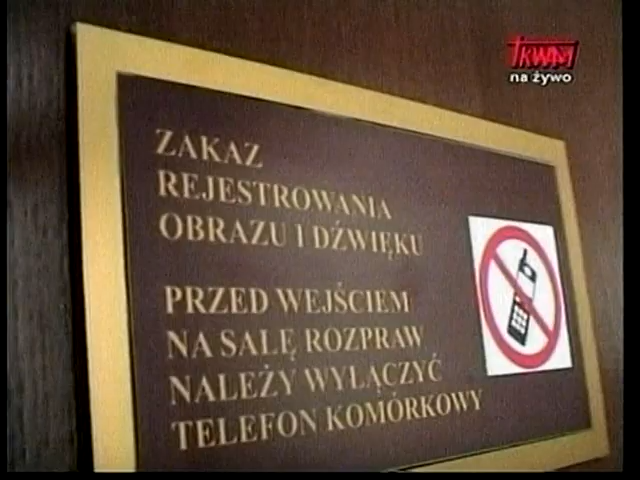 TRWAM
na żywo
ZAKAZ
REJESTROWANIA
OBRAZU I DŹWIĘKU
PRZED WEJŚCIEM
NA SALĘ ROZPRAW
NALEŻY WYŁĄCZYĆ
TELEFON KOMÓRKOWY